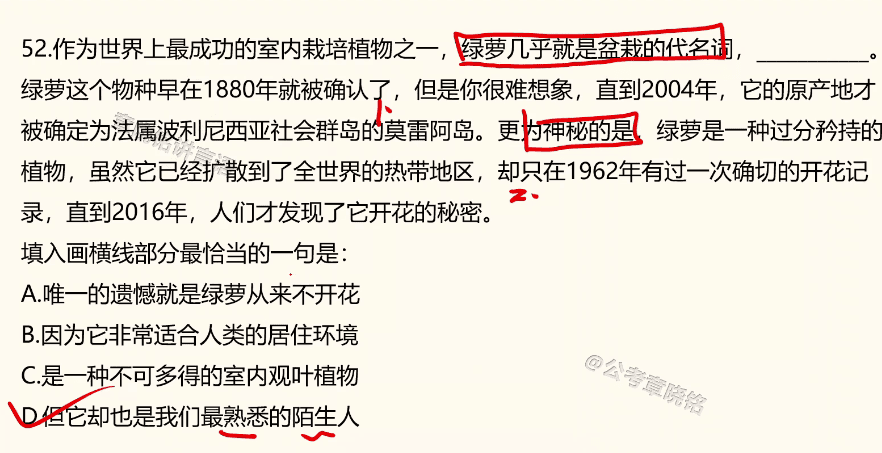 52.作为世界上最成功的室内栽培植物之一，绿萝几乎就是盆栽的代名词，__________。
绿萝这个物种早在1880年就被确认了，但是你很难想象，直到2004年，它的原产地才
1.
被确定为法属波利尼西亚社会群岛的莫雷阿岛。更为神秘的是，绿萝是一种过分矜持的
植物，虽然它已经扩散到了全世界的热带地区，却只在1962年有过一次确切的开花记
2.
录，直到2016年，人们才发现了它开花的秘密。
填入画横线部分最恰当的一句是：
A.唯一的遗憾就是绿萝从来不开花
B.因为它非常适合人类的居住环境
C.是一种不可多得的室内观叶植物
@公考章晓铭
D.但它却也是我们最熟悉的陌生人